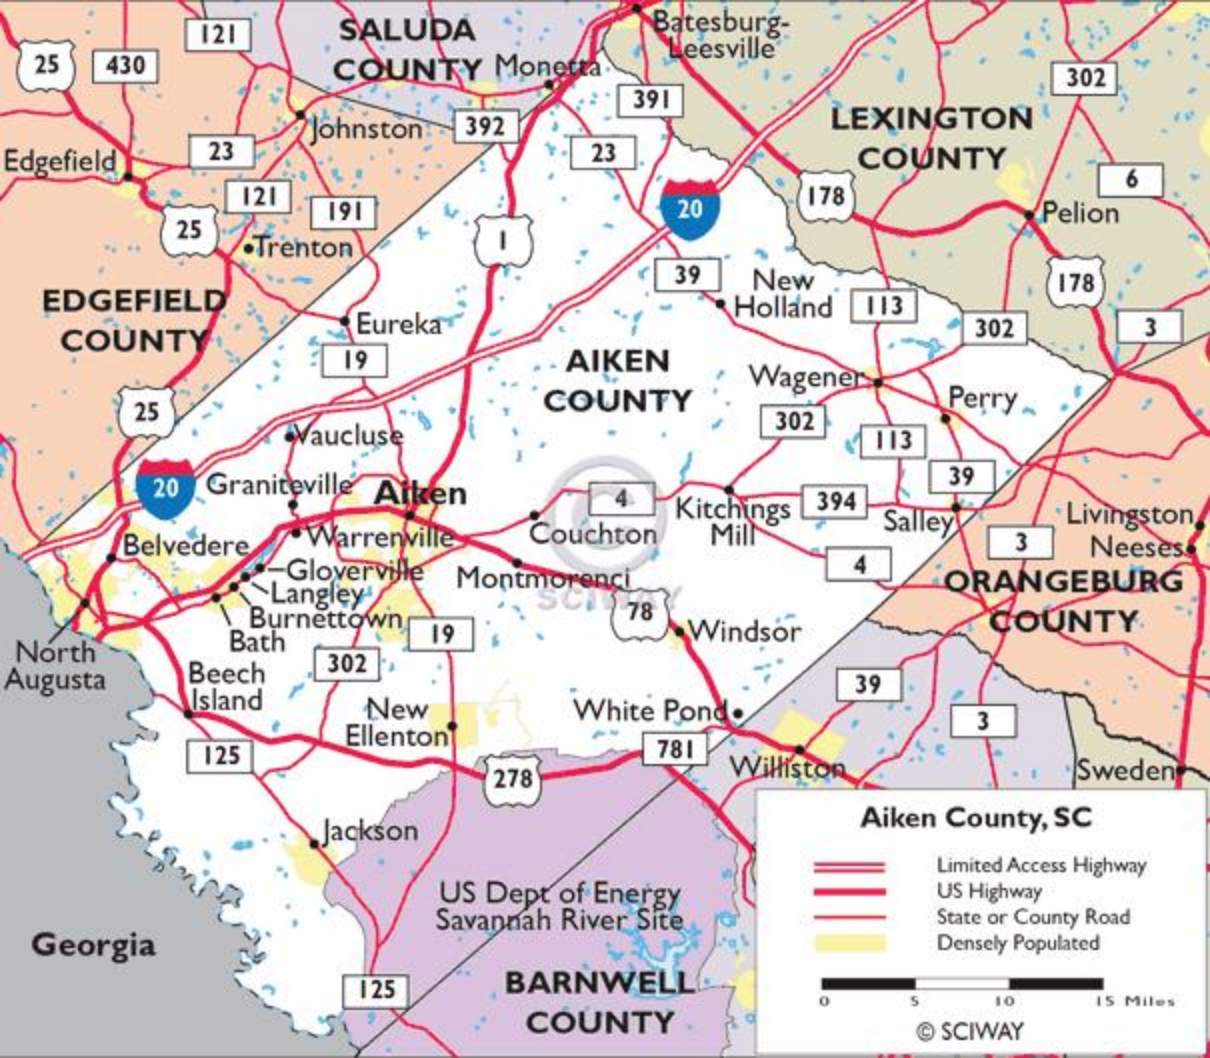 121
SALUDA
COUNTY
Batesburg-
Leesville
25
430
Monetta
302
391
LEXINGTON
COUNTY
Johnston
392
23
Edgefield
23
6
121
191
20
178
Pelion
25
1
Trenton
39
New
Holland
178
EDGEFIELD
COUNTY
113
302
3
Eureka
19
AIKEN
COUNTY
Wagener
Perry
25
302
Vaucluse
113
39
20
Graniteville
Aiken
4
Kitchings
Mill
394
Salley
Livingston
Couchton
Warrenville
Belvedere
3
Neeses
Gloverville
Montmorenci
4
ORANGEBURG
COUNTY
Langley
SCIWAY
Burnettown
78
Bath
19
Windsor
North
Augusta
302
Beech
Island
39
New
Ellenton
White Pond
3
125
781
278
Williston
Sweden
Jackson
Aiken County, SC
Limited Access Highway
US Highway
State or County Road
Densely Populated
US Dept of Energy
Savannah River Site
Georgia
125
BARNWELL
COUNTY
0 5 10 15 Miles
© SCIWAY